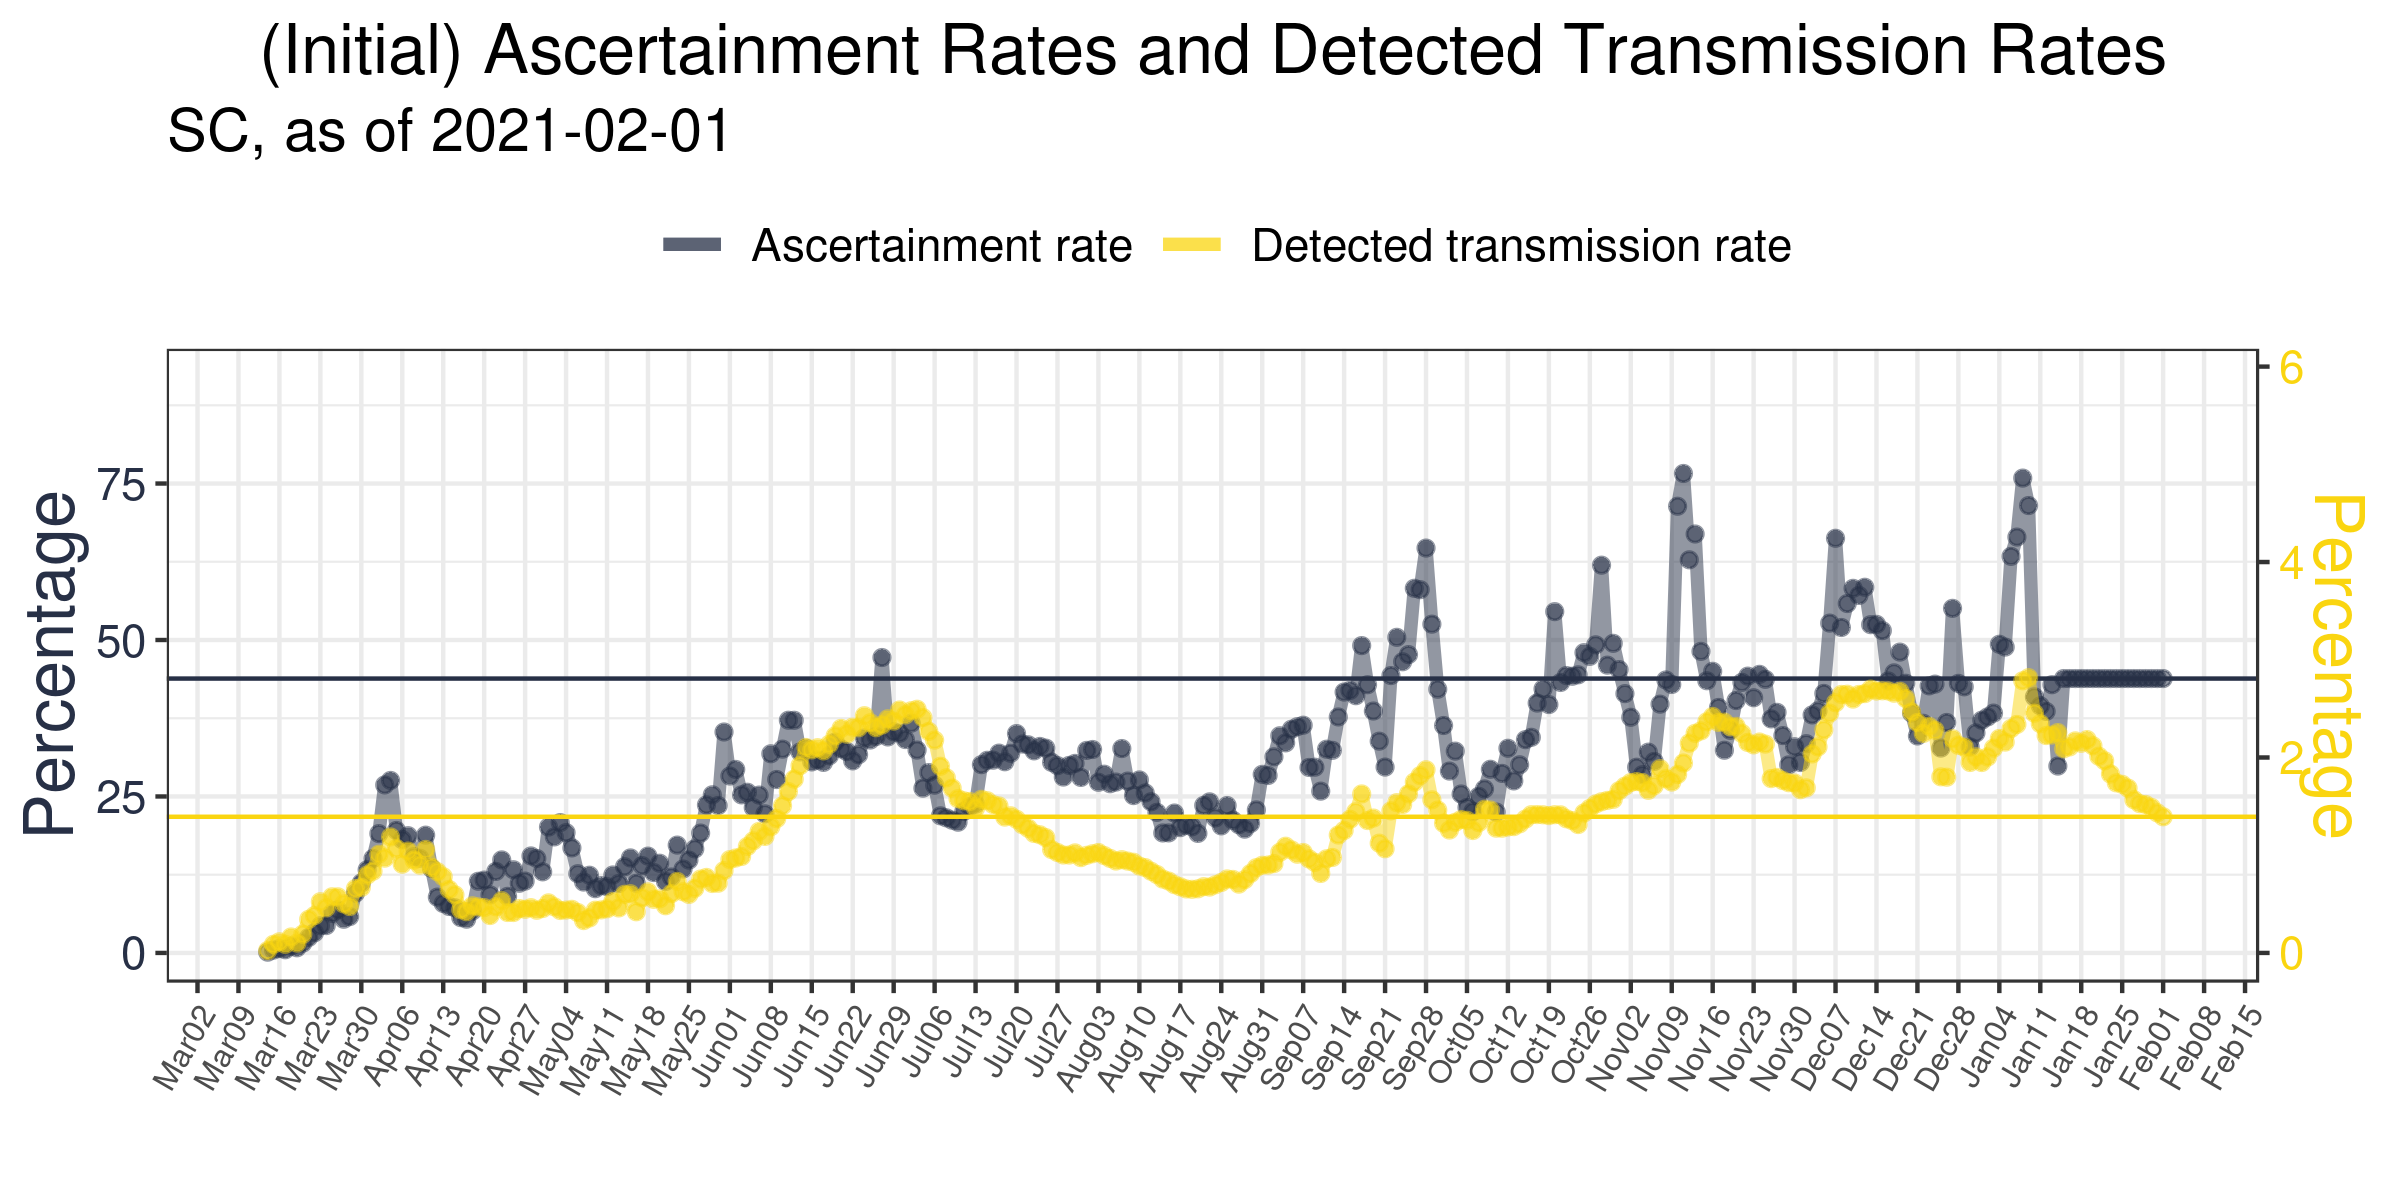 (Initial) Ascertainment Rates and Detected Transmission Rates
SC, as of 2021-02-01
Ascertainment rate
Detected transmission rate
Percentage
75
50
25
0
6
4
2
0
Percentage
Mar02
Mar09
Mar16
Mar23
Mar30
Apr06
Apr13
Apr20
Apr27
May04
May11
May18
May25
Jun01
Jun08
Jun15
Jun22
Jun29
Jul06
Jul13
Jul20
Jul27
Aug03
Aug10
Aug17
Aug24
Aug31
Sep07
Sep14
Sep21
Sep28
Oct05
Oct12
Oct19
Oct26
Nov02
Nov09
Nov16
Nov23
Nov30
Dec07
Dec14
Dec21
Dec28
Jan04
Jan11
Jan18
Jan25
Feb01
Feb08
Feb15